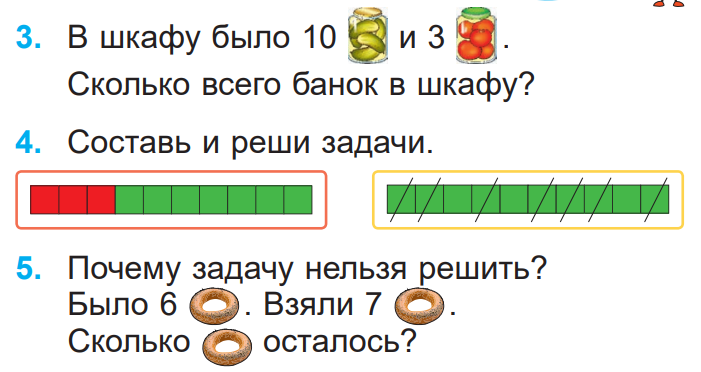 3. В шкафу было 10 и 3 .
Сколько всего банок в шкафу?
4. Составь и реши задачи.
5. Почему задачу нельзя решить?
Было 6 . Взяли 7 .
Сколько осталось?